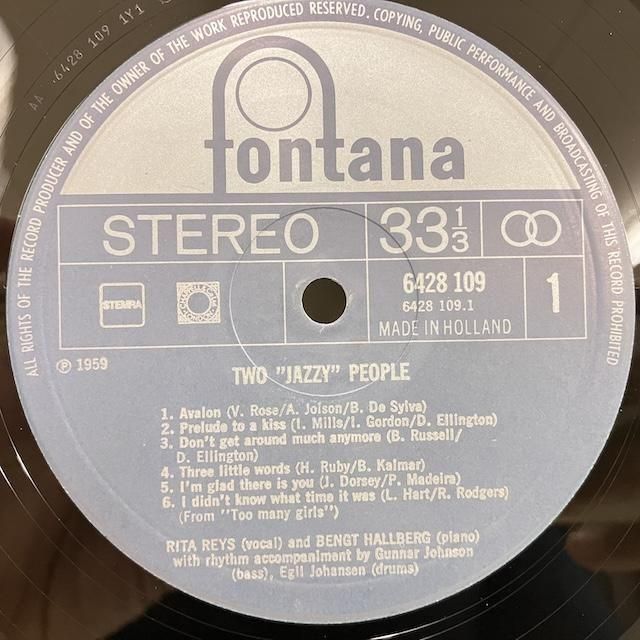 AA 6428 109 1Y1
ALL RIGHTS OF THE RECORD PRODUCER AND OF THE OWNER OF THE WORK REPRODUCED RESERVED. COPYING, PUBLIC PERFORMANCE AND BROADCASTING OF THIS RECORD PROHIBITED
fontana
STEREO
33 1/3
STEMRA
6428 109
6428 109.1
MADE IN HOLLAND
1
℗ 1959
TWO "JAZZY" PEOPLE
1. Avalon (V. Rose/A. Jolson/B. De Sylva)
2. Prelude to a kiss (I. Mills/I. Gordon/D. Ellington)
3. Don't get around much anymore (B. Russell/
D. Ellington)
4. Three little words (H. Ruby/B. Kalmar)
5. I'm glad there is you (J. Dorsey/P. Madeira)
6. I didn't know what time it was (L. Hart/R. Rodgers)
(From "Too many girls")
RITA REYS (vocal) and BENGT HALLBERG (piano)
with rhythm accompaniment by Gunnar Johnson
(bass), Egil Johansen (drums)